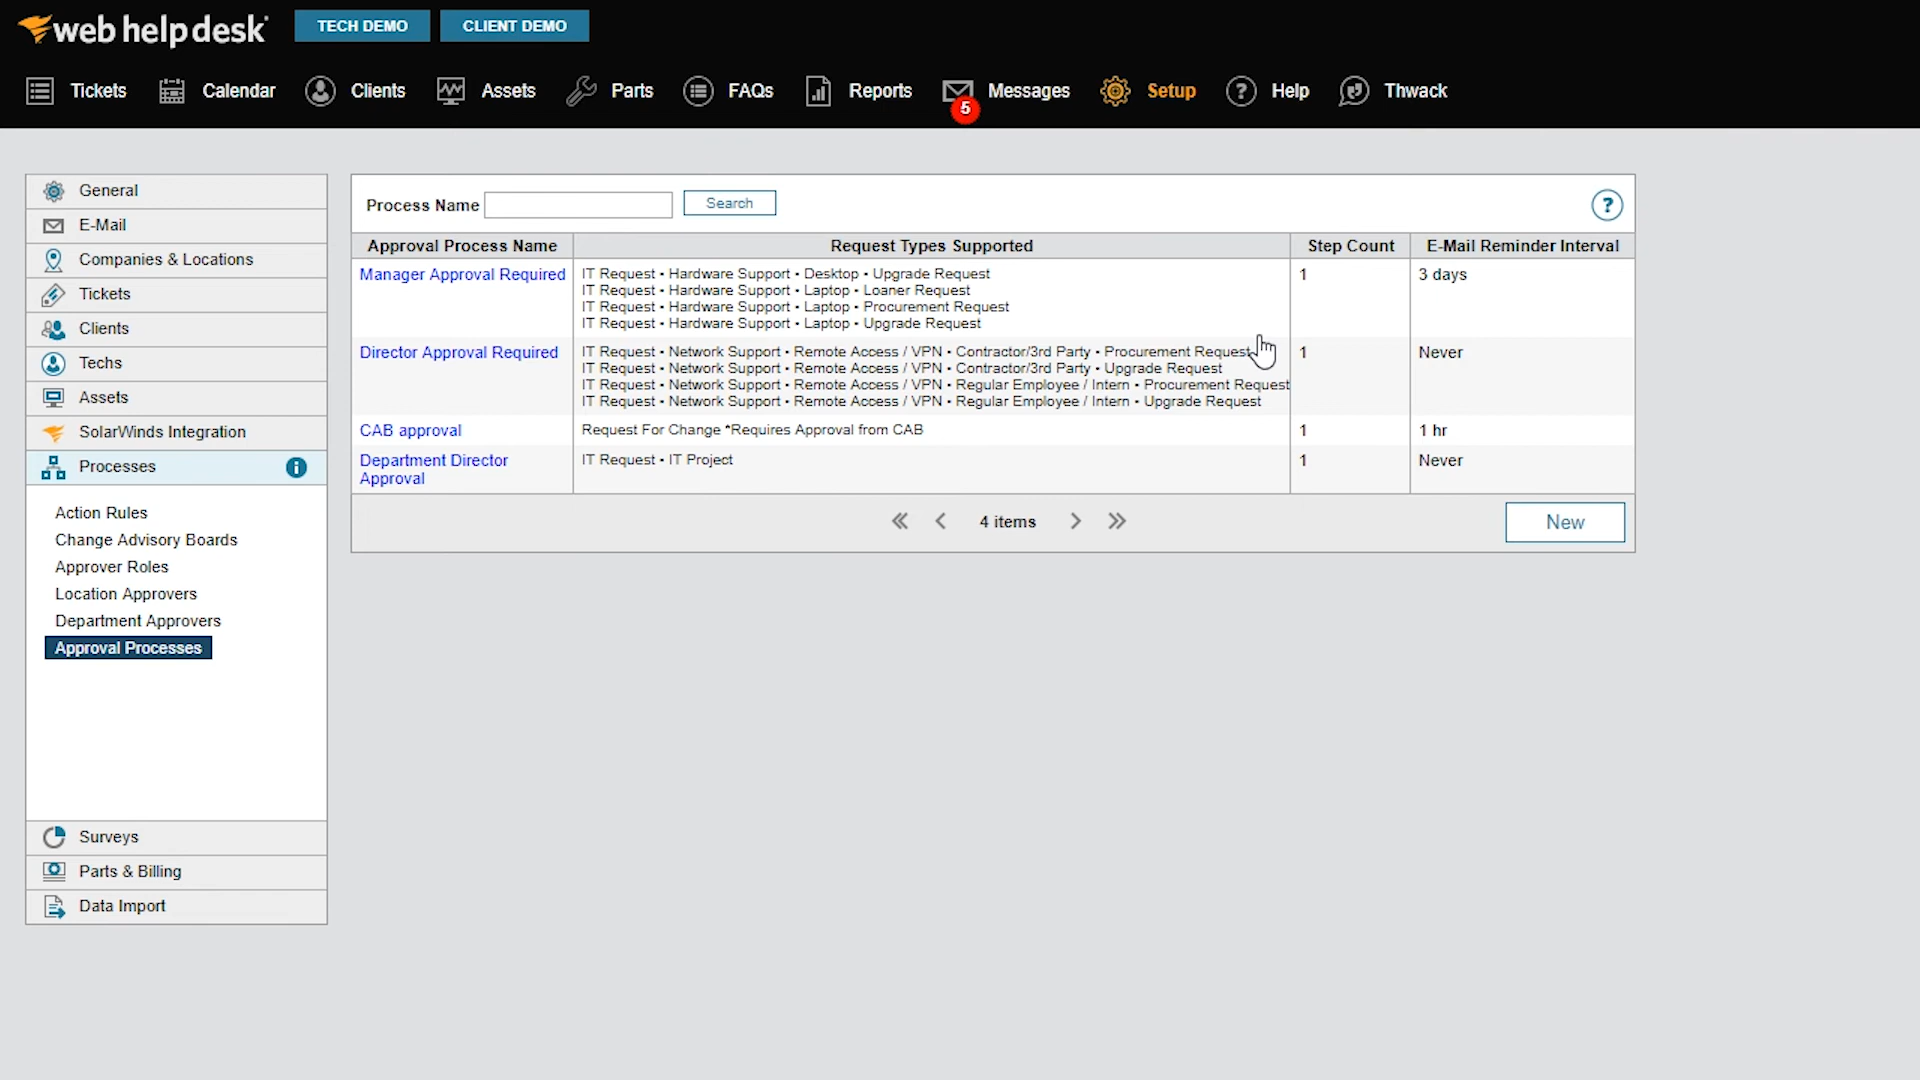 web help desk
TECH DEMO
CLIENT DEMO
Tickets
Calendar
Clients
Assets
Parts
FAQs
Reports
5
Messages
Setup
? Help
Thwack
General
E-Mail
Companies & Locations
Tickets
Clients
Techs
Assets
SolarWinds Integration
Processes
i
Action Rules
Change Advisory Boards
Approver Roles
Location Approvers
Department Approvers
Approval Processes
Surveys
Parts & Billing
Data Import
Process Name
Search
?
Approval Process Name
Request Types Supported
Step Count
E-Mail Reminder Interval
Manager Approval Required
IT Request • Hardware Support • Desktop • Upgrade Request
IT Request • Hardware Support • Laptop • Loaner Request
IT Request • Hardware Support • Laptop • Procurement Request
IT Request • Hardware Support • Laptop • Upgrade Request
1
3 days
Director Approval Required
IT Request • Network Support • Remote Access / VPN • Contractor/3rd Party • Procurement Request
IT Request • Network Support • Remote Access / VPN • Contractor/3rd Party • Upgrade Request
IT Request • Network Support • Remote Access / VPN • Regular Employee / Intern • Procurement Request
IT Request • Network Support • Remote Access / VPN • Regular Employee / Intern • Upgrade Request
1
Never
CAB approval
Request For Change *Requires Approval from CAB
1
1 hr
Department Director
Approval
IT Request • IT Project
1
Never
4 items
New